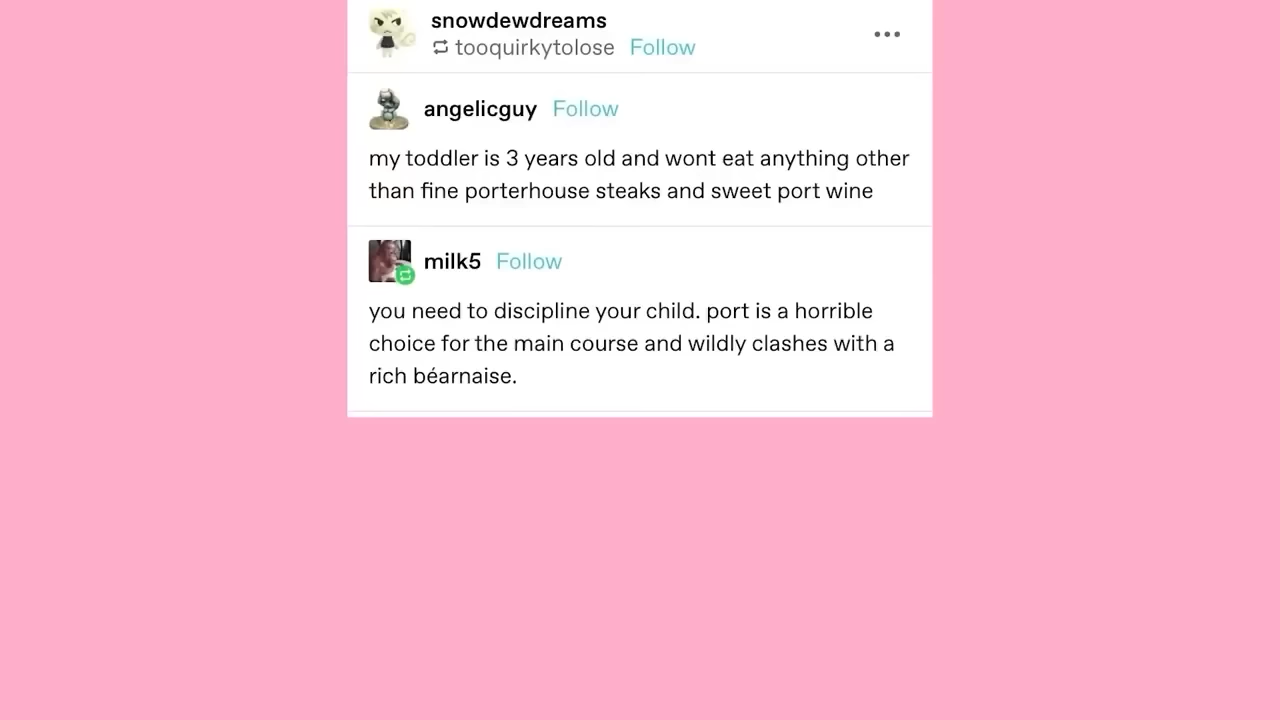 snowdewdreams
tooquirkytolose Follow
angelicguy Follow
my toddler is 3 years old and wont eat anything other
than fine porterhouse steaks and sweet port wine
milk5 Follow
you need to discipline your child. port is a horrible
choice for the main course and wildly clashes with a
rich béarnaise.